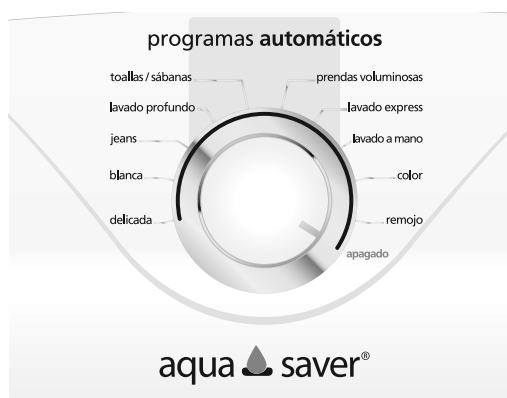 programas automáticos
toallas / sábanas
prendas voluminosas
lavado profundo
lavado express
jeans
lavado a mano
blanca
color
delicada
remojo
apagado
aqua saver®